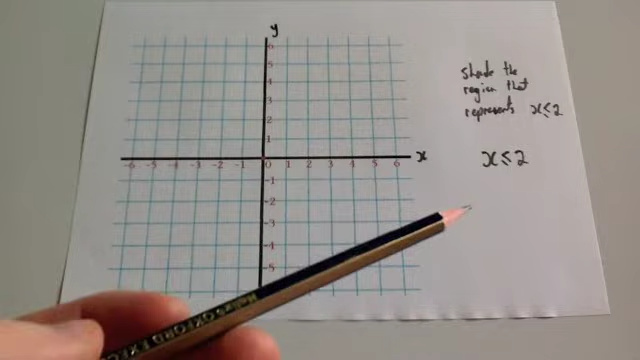 y
6
5
4
3
2
1
-6 -5 -4 -3 -2 -1 0 1 2 3 4 5 6 x
-1
-2
-3
-4
-5
shade the
region that
represents x≤2
x≤2
OXFORD